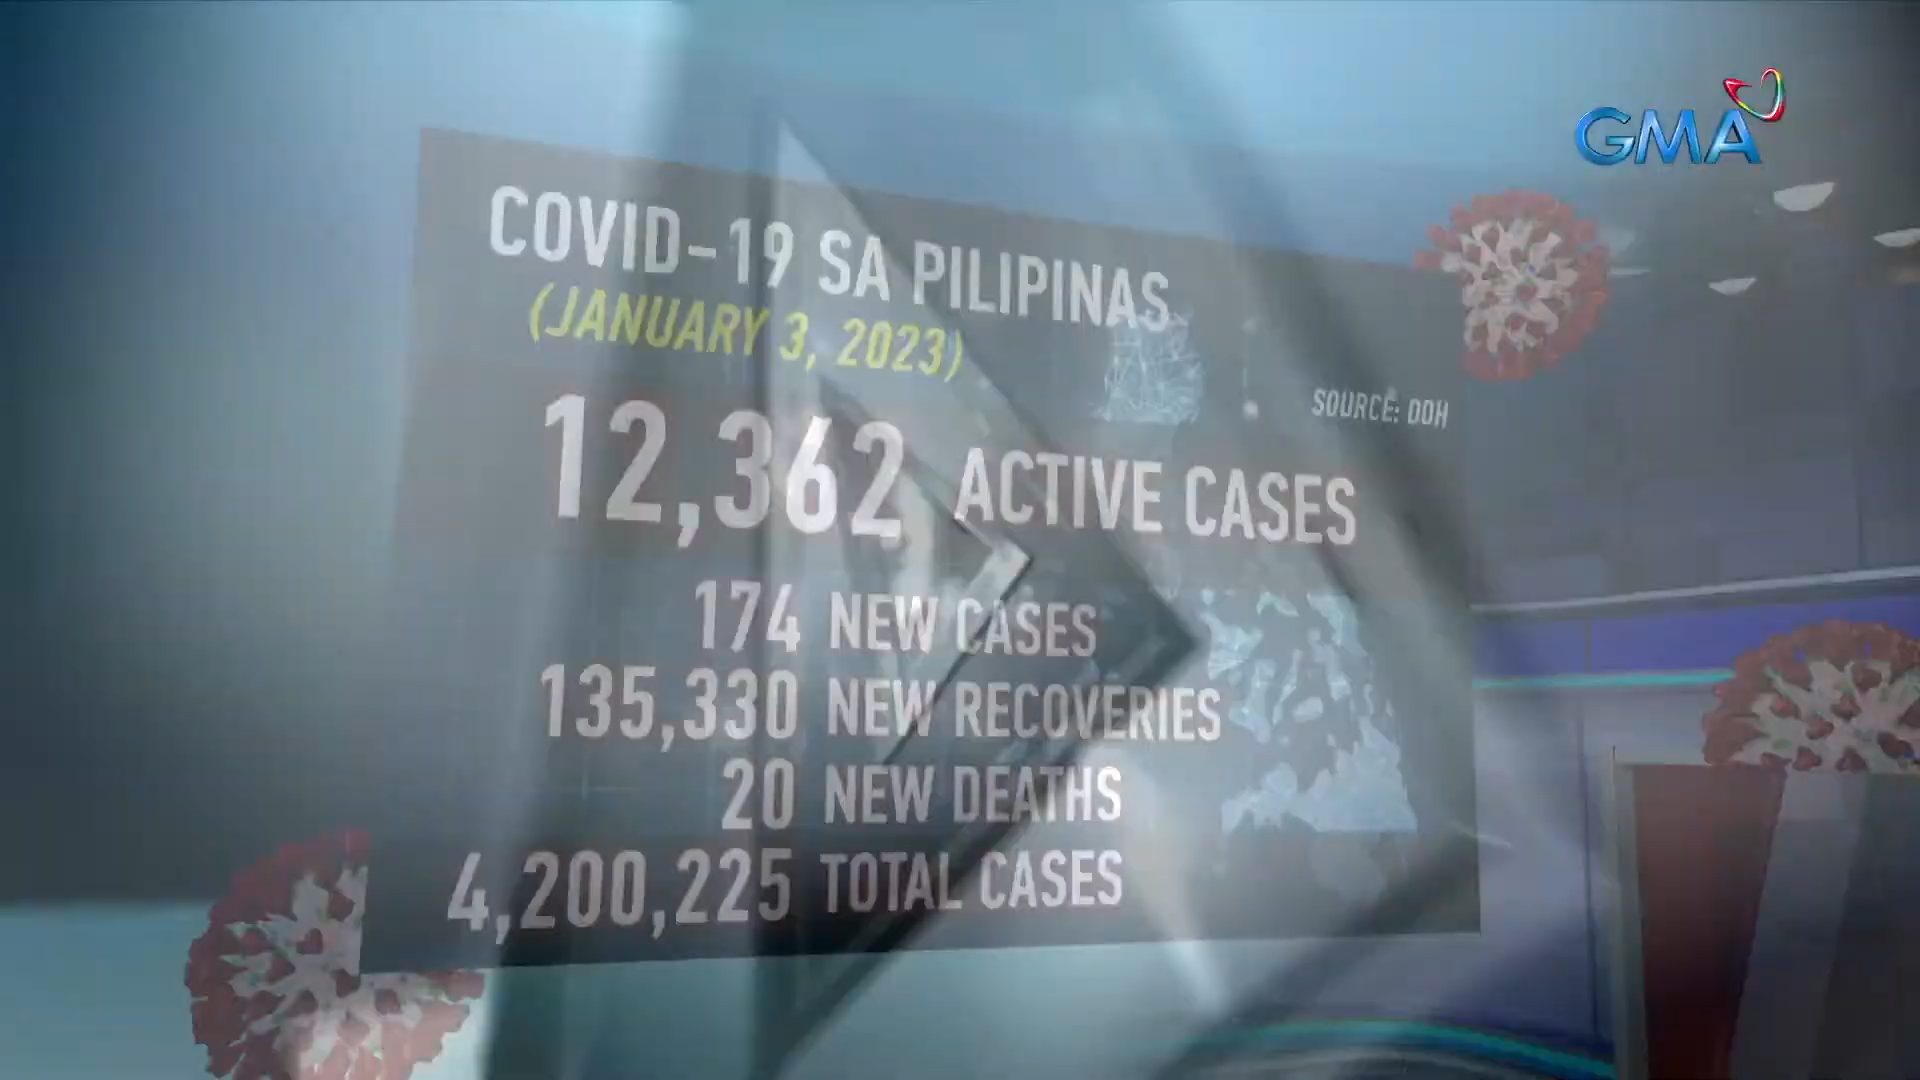 GMA
COVID-19 SA PILIPINAS
(JANUARY 3, 2023)
SOURCE: DOH
12,362 ACTIVE CASES
174 NEW CASES
135,330 NEW RECOVERIES
20 NEW DEATHS
4,200,225 TOTAL CASES